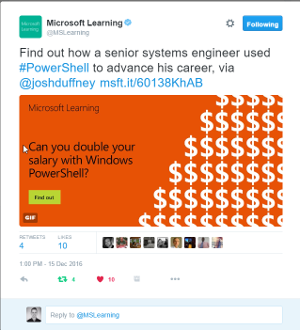 Microsoft Learning
@MSLearning
Following
Find out how a senior systems engineer used
#PowerShell to advance his career, via
@joshduffney msft.it/60138KhAB
Microsoft Learning
$$$$$$
Can you double your
salary with Windows
PowerShell?
Find out
GIF
RETWEETS
LIKES
4
10
1:00 PM - 15 Dec 2016
4
10
Reply to @MSLearning